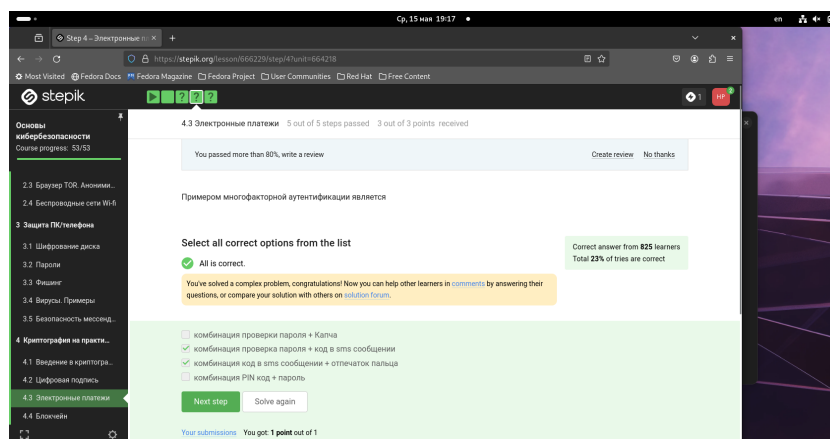 Ср, 15 мая 19:17
en
Step 4 – Электронные пл
https://stepik.org/lesson/666229/step/4?unit=664218
Most Visited Fedora Docs Fedora Magazine Fedora Project User Communities Red Hat Free Content
stepik
1
HP
Основы
кибербезопасности
Course progress: 53/53
4.3 Электронные платежи 5 out of 5 steps passed 3 out of 3 points received
You passed more than 80%, write a review
Create review No thanks
2.3 Браузер TOR. Аноними...
2.4 Беспроводные сети Wi-fi
3 Защита ПК/телефона
3.1 Шифрование диска
3.2 Пароли
3.3 Фишинг
3.4 Вирусы. Примеры
3.5 Безопасность мессенд...
4 Криптография на практи...
4.1 Введение в криптогра...
4.2 Цифровая подпись
4.3 Электронные платежи
4.4 Блокчейн
Примером многофакторной аутентификации является
Select all correct options from the list
All is correct.
Correct answer from 825 learners
Total 23% of tries are correct
You've solved a complex problem, congratulations! Now you can help other learners in comments by answering their
questions, or compare your solution with others on solution forum.
комбинация проверки пароля + Капча
комбинация проверка пароля + код в sms сообщении
комбинация код в sms сообщении + отпечаток пальца
комбинация PIN код + пароль
Next step
Solve again
Your submissions You got: 1 point out of 1